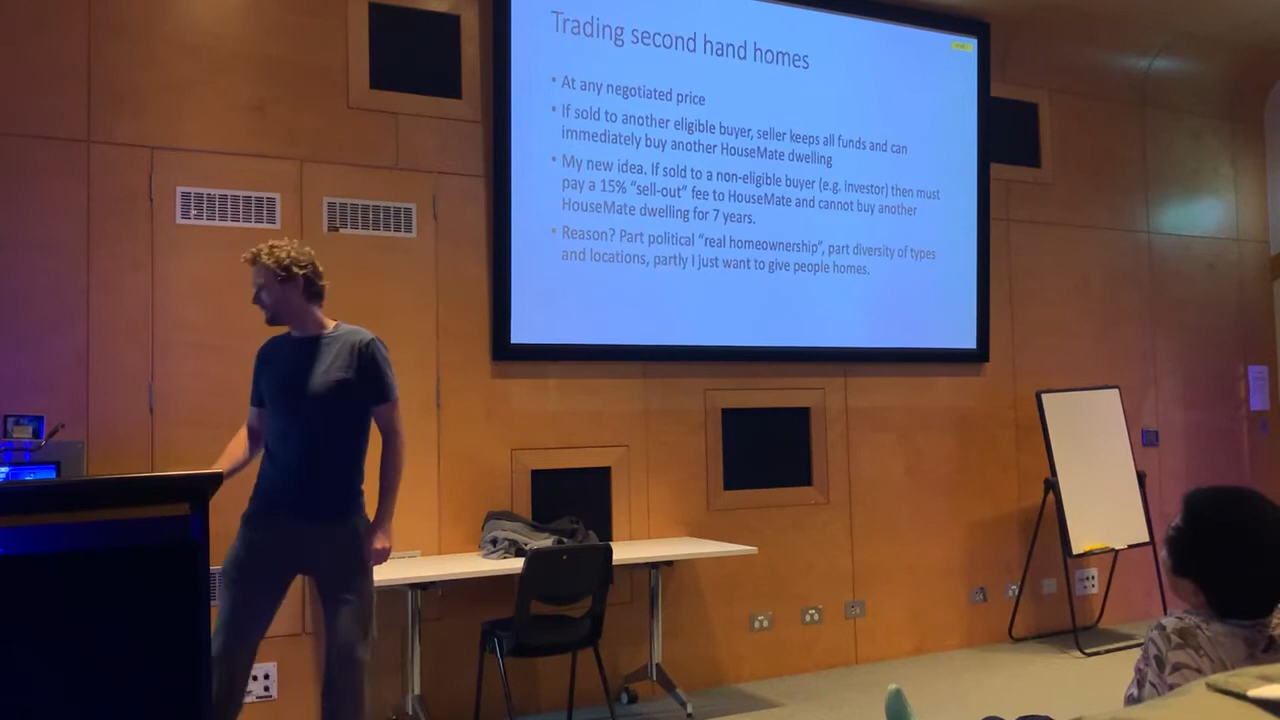 Trading second hand homes
• At any negotiated price
• If sold to another eligible buyer, seller keeps all funds and can
immediately buy another HouseMate dwelling
• My new idea. If sold to a non-eligible buyer (e.g. Investor) then must
pay a 15% “sell-out” fee to HouseMate and cannot buy another
HouseMate dwelling for 7 years.
• Reason? Part political “real homeownership”, part diversity of types
and locations, partly I just want to give people homes.